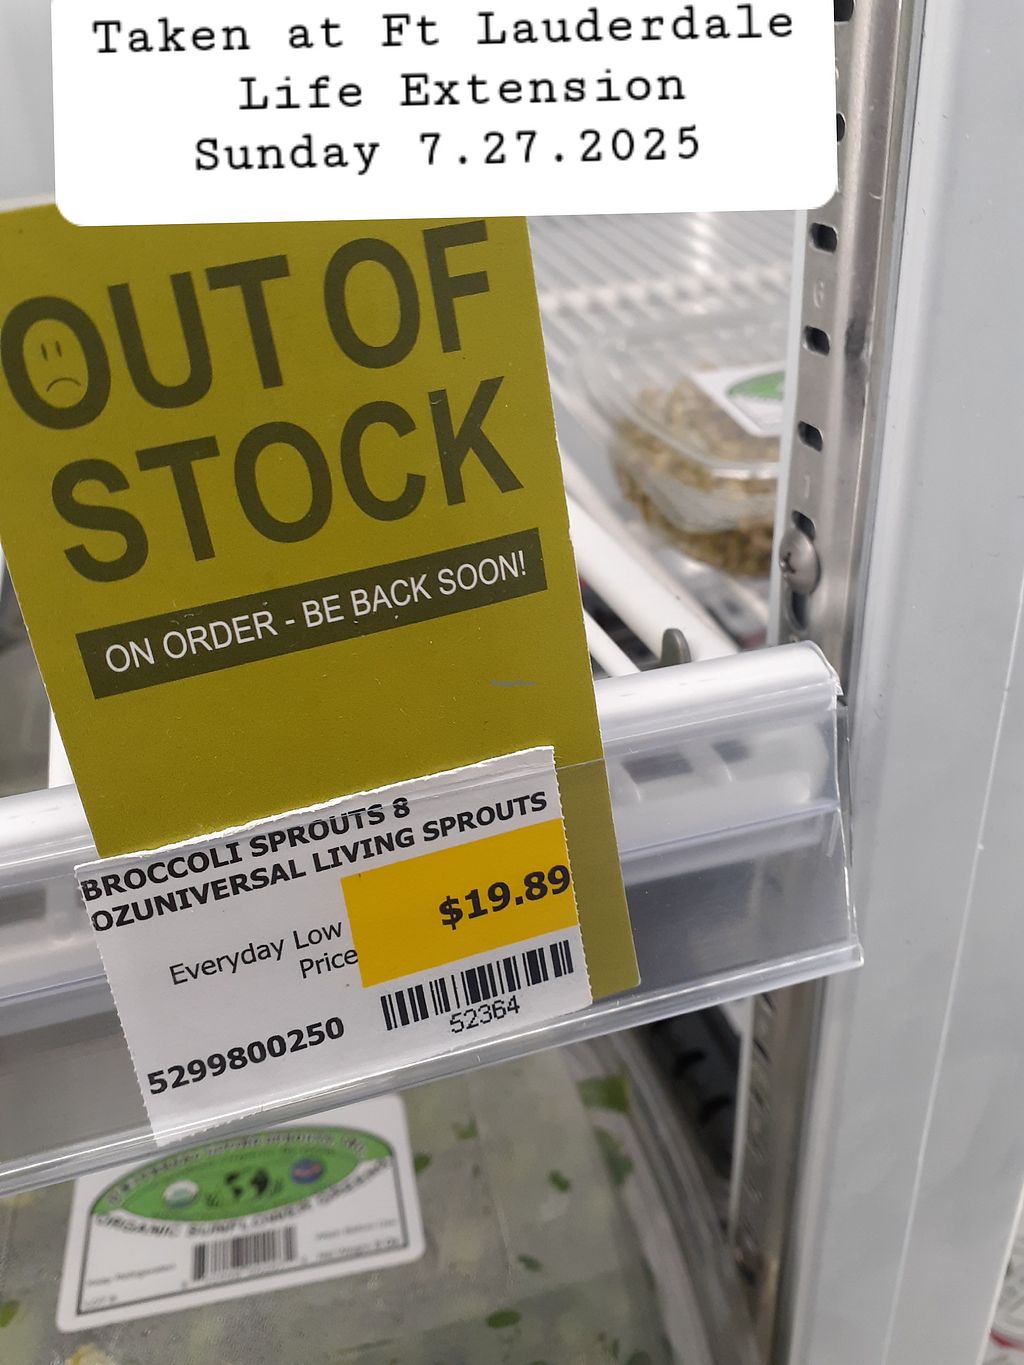 Taken at Ft Lauderdale
Life Extension
Sunday 7.27.2025
OUT OF
STOCK
ON ORDER - BE BACK SOON!
BROCCOLI SPROUTS 8
OZUNIVERSAL LIVING SPROUTS
$19.89
Everyday Low
Price
52364
5299800250
ORGANIC SUNFLOWER GREENS